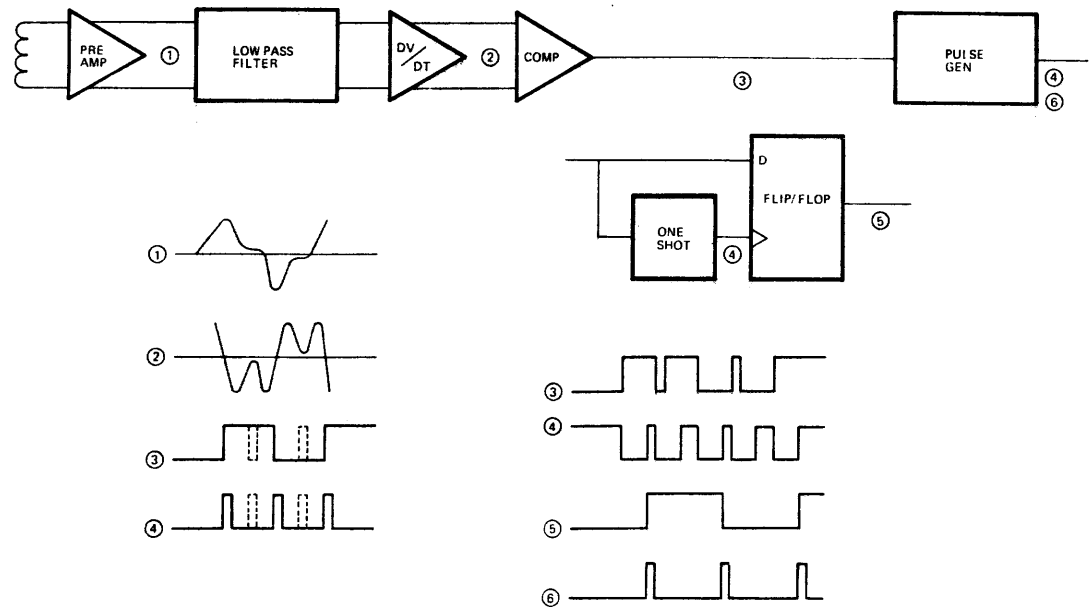 PRE
AMP
①
LOW PASS
FILTER
DV/DT
②
COMP
③
PULSE
GEN
④
⑥
D
FLIP/FLOP
ONE
SHOT
④
⑤
①
②
③
④
③
④
⑤
⑥